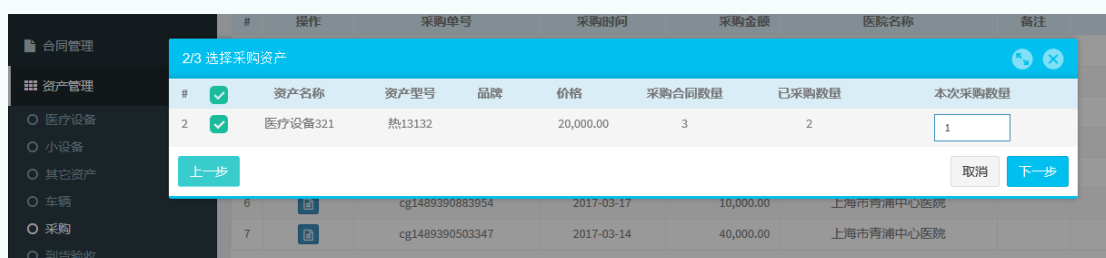 # 操作 采购单号 采购时间 采购金额 医院名称 备注
合同管理
2/3 选择采购资产
资产管理
# 资产名称 资产型号 品牌 价格 采购合同数量 已采购数量 本次采购数量
医疗设备
2 医疗设备321 热13132 20,000.00 3 2 1
小设备
其它资产
上一步 取消 下一步
车辆
6 cg1489390883954 2017-03-17 10,000.00 上海市青浦中心医院
采购
7 cg1489390503347 2017-03-14 40,000.00 上海市青浦中心医院
到货验收